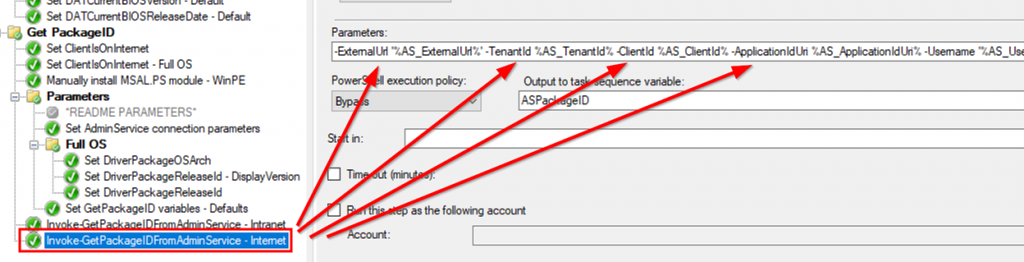 Set DATCurrentBIOSVersion - Default
Set DATCurrentBIOSReleaseDate - Default
Get PackageID
Set ClientIsOnInternet
Set ClientIsOnInternet - Full OS
Manually install MSAL.PS module - WinPE
Parameters
*README PARAMETERS*
Set AdminService connection parameters
Full OS
Set DriverPackageOSArch
Set DriverPackageReleaseId - DisplayVersion
Set DriverPackageReleaseId
Set GetPackageID variables - Defaults
Invoke-GetPackageIDFromAdminService - Intranet
Invoke-GetPackageIDFromAdminService - Internet
Parameters:
-ExternalUrl "%AS_ExternalUrl%" -TenantId %AS_TenantId% -ClientId %AS_ClientId% -ApplicationIdUri %AS_ApplicationIdUri% -Username "%AS_Use
PowerShell execution policy:
Output to task sequence variable:
Bypass
ASPackageID
Start in:
Time-out (minutes):
Run this step as the following account
Account: